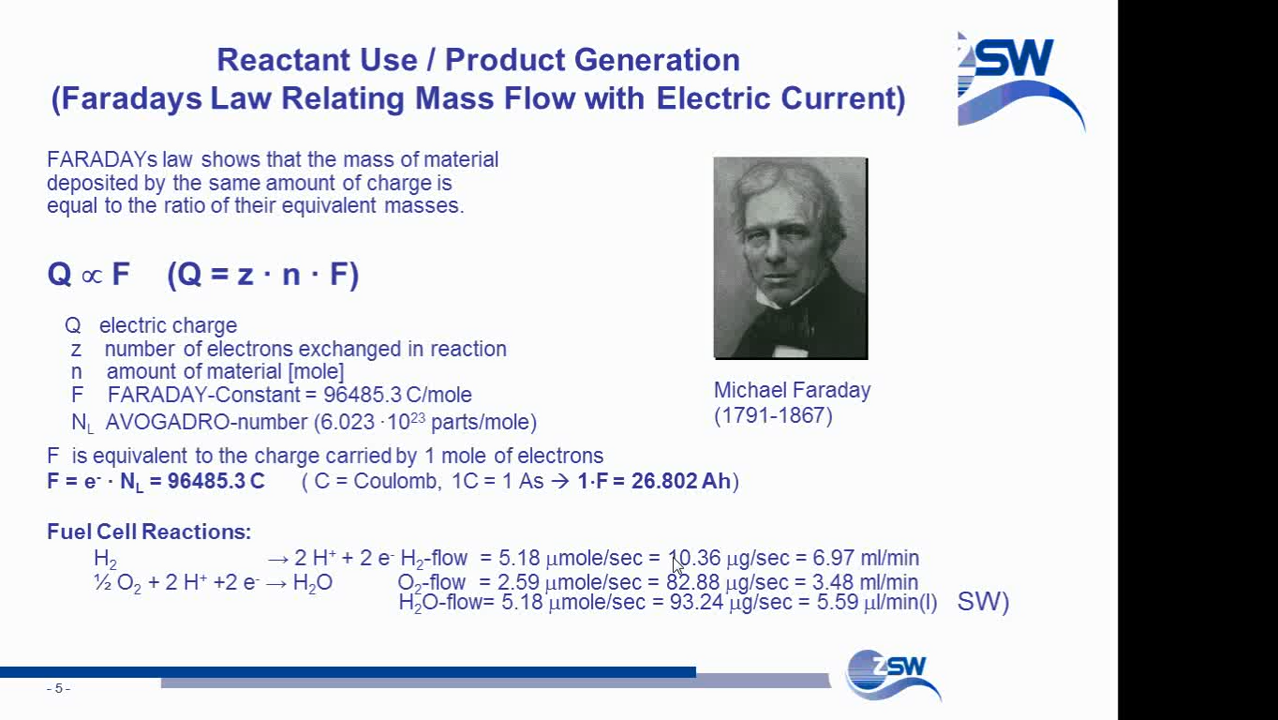 Reactant Use / Product Generation
(Faradays Law Relating Mass Flow with Electric Current)
ZSW
FARADAYs law shows that the mass of material
deposited by the same amount of charge is
equal to the ratio of their equivalent masses.
Q ∝ F (Q = z · n · F)
Q electric charge
z number of electrons exchanged in reaction
n amount of material [mole]
F FARADAY-Constant = 96485.3 C/mole
N_L AVOGADRO-number (6.023 ·10²³ parts/mole)
Michael Faraday
(1791-1867)
F is equivalent to the charge carried by 1 mole of electrons
F = e⁻ · N_L = 96485.3 C ( C = Coulomb, 1C = 1 As → 1·F = 26.802 Ah)
Fuel Cell Reactions:
H₂ → 2 H⁺ + 2 e⁻ H₂-flow = 5.18 µmole/sec = 10.36 µg/sec = 6.97 ml/min
½ O₂ + 2 H⁺ +2 e⁻ → H₂O O₂-flow = 2.59 µmole/sec = 82.88 µg/sec = 3.48 ml/min
H₂O-flow= 5.18 µmole/sec = 93.24 µg/sec = 5.59 µl/min(l) SW)
ZSW
- 5 -